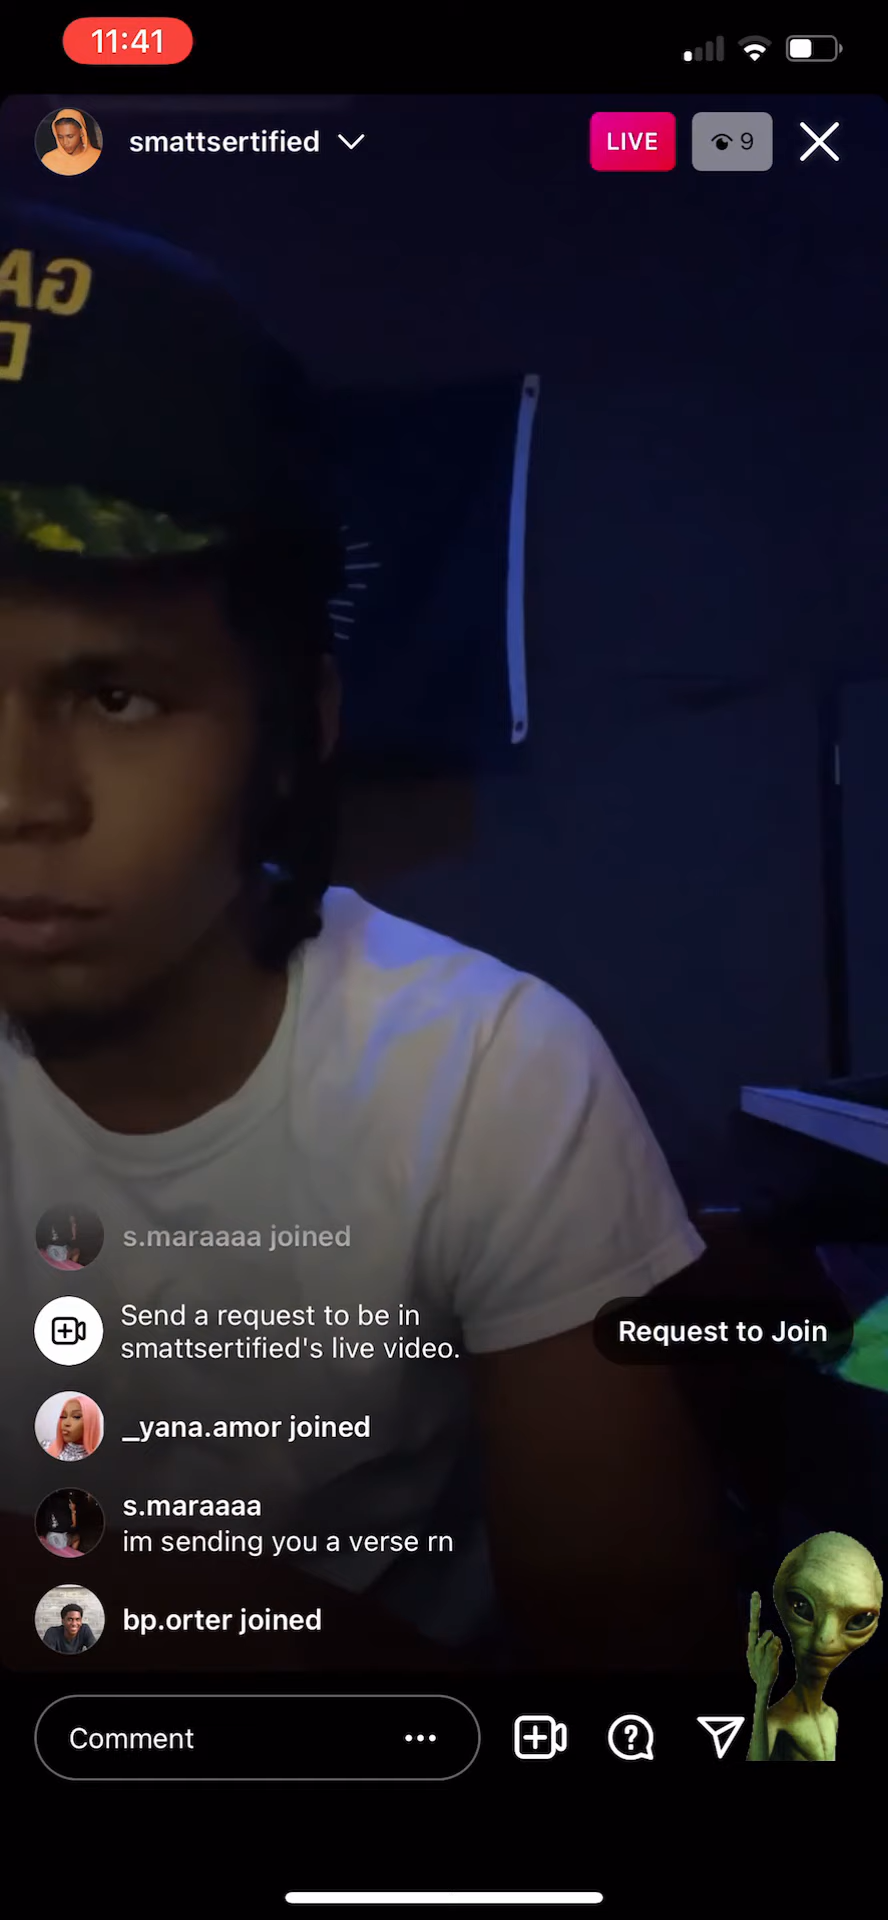 11:41
smattsertified
LIVE
9
GA
D
s.maraaaa joined
Send a request to be in
smattsertified's live video.
Request to Join
_yana.amor joined
s.maraaaa
im sending you a verse rn
bp.orter joined
Comment